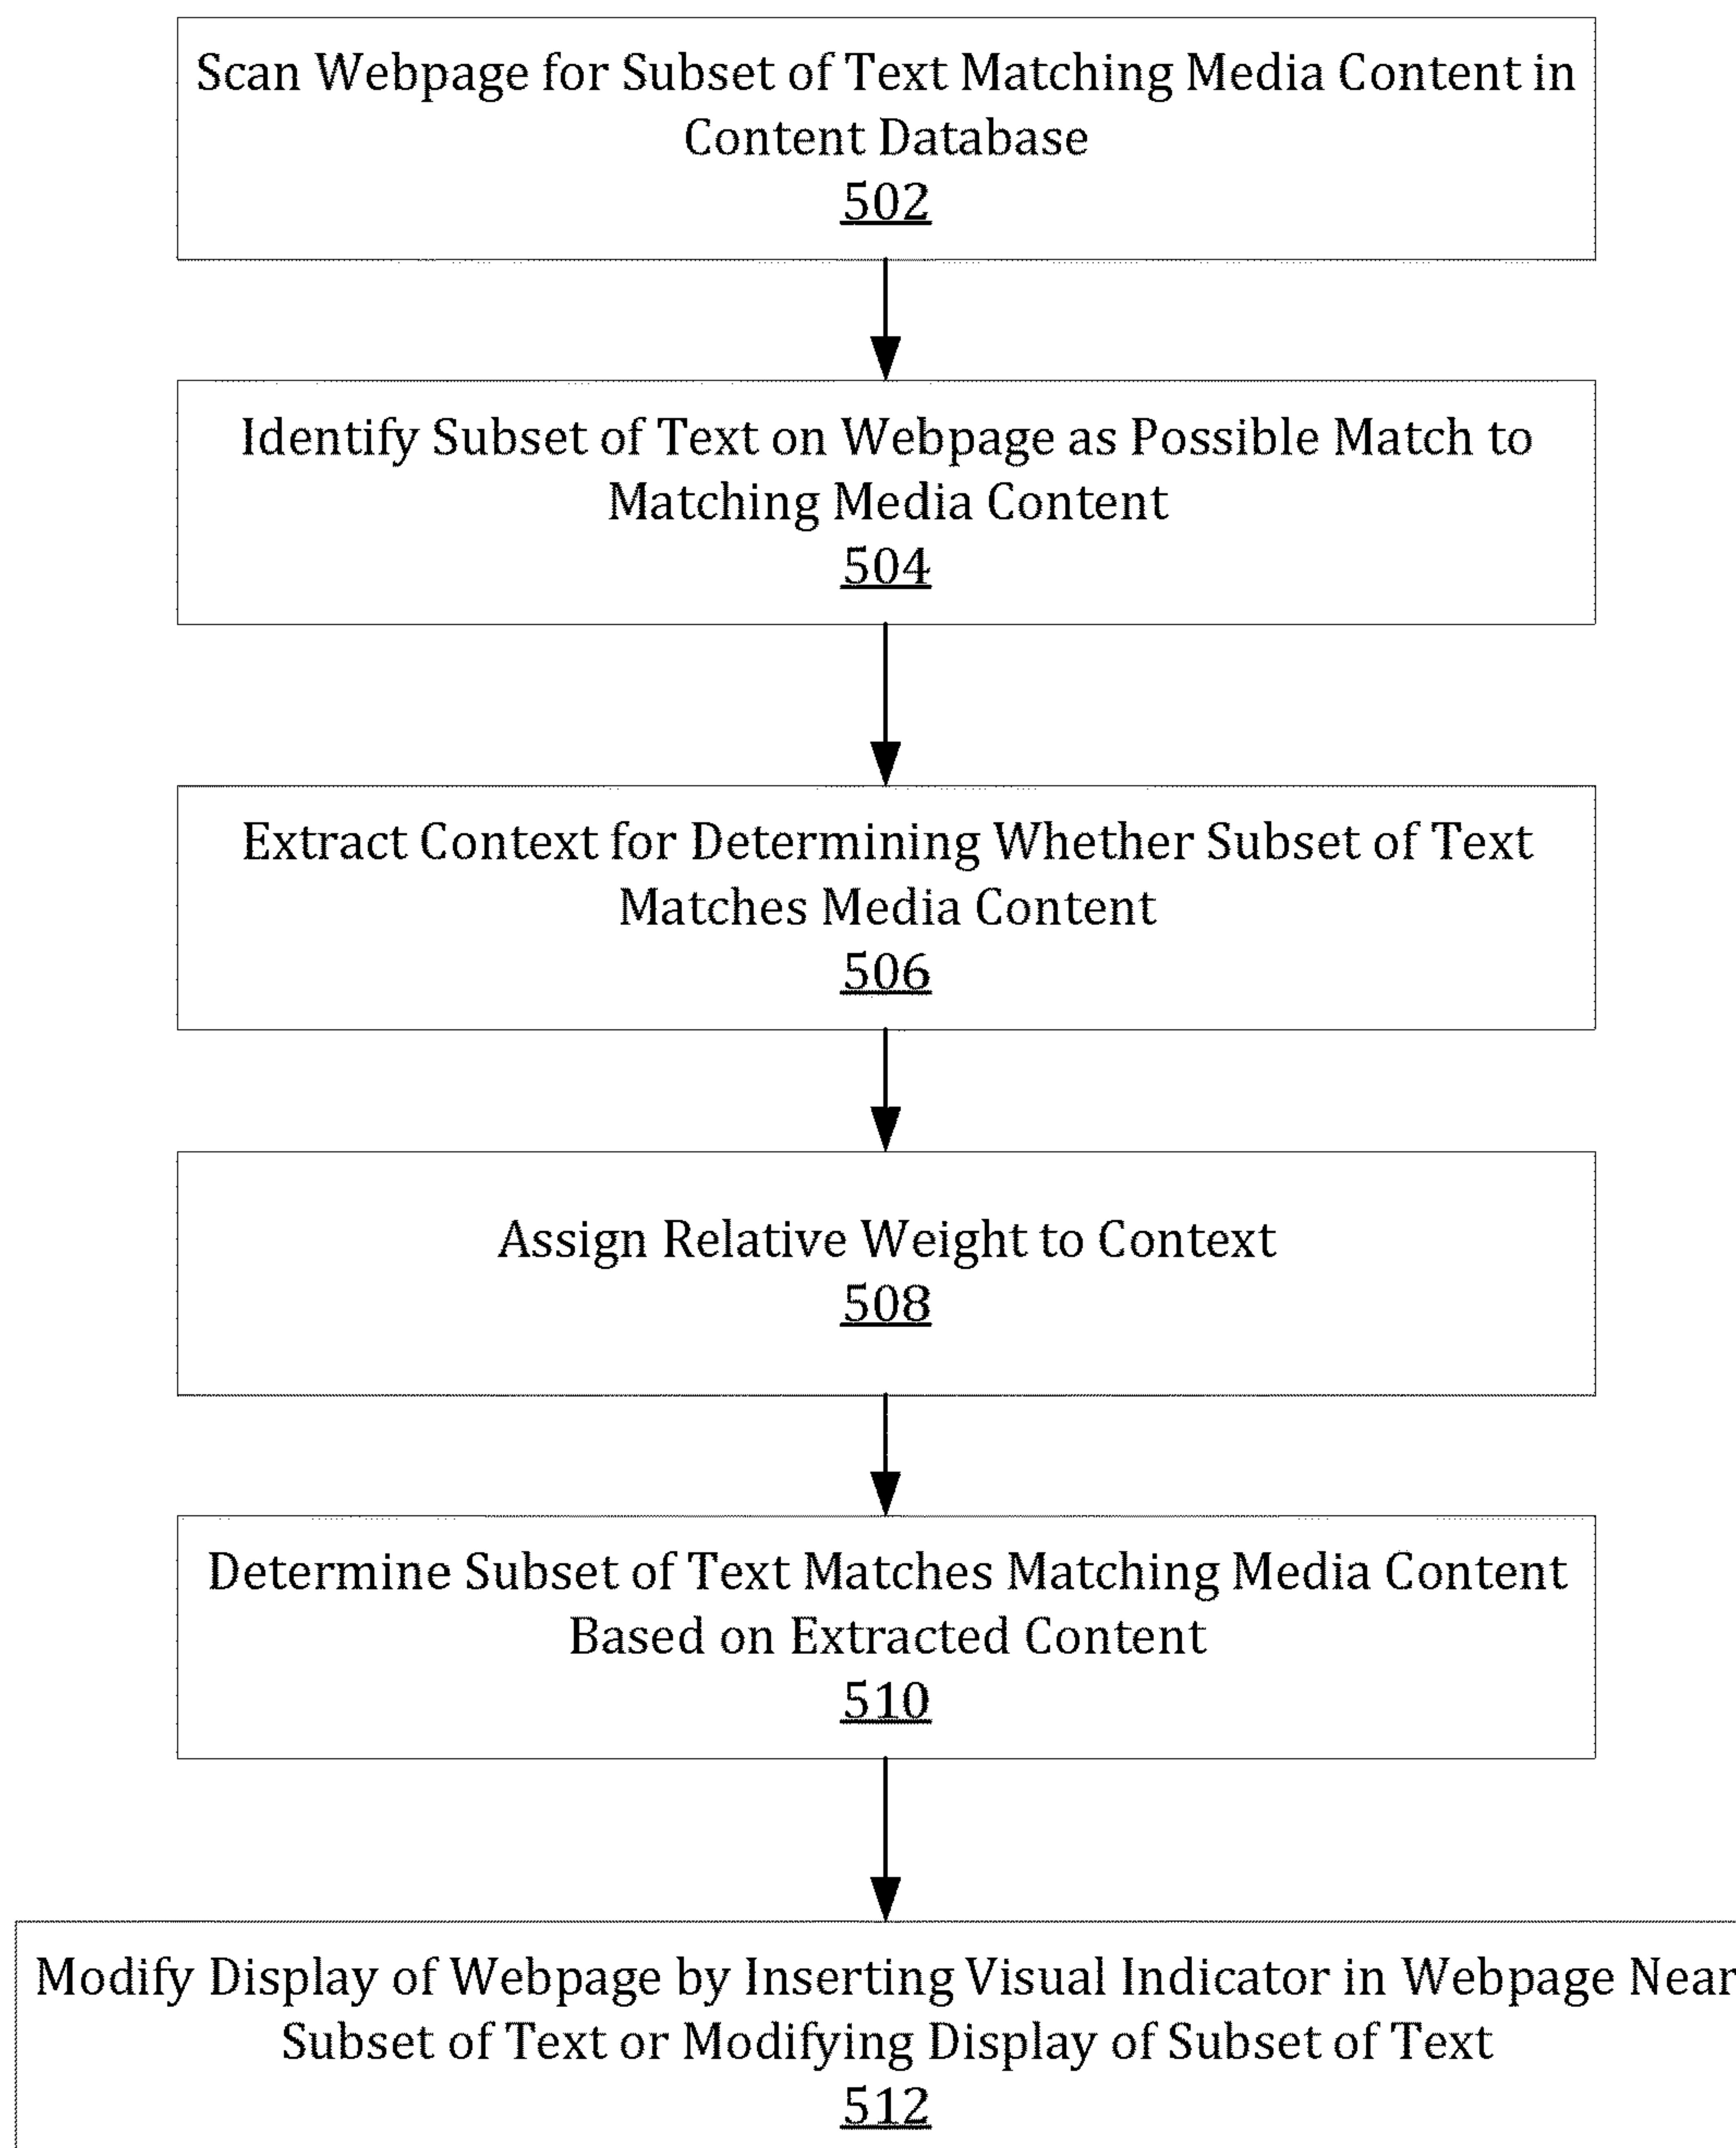 Scan Webpage for Subset of Text Matching Media Content in
Content Database
502
Identify Subset of Text on Webpage as Possible Match to
Matching Media Content
504
Extract Context for Determining Whether Subset of Text
Matches Media Content
506
Assign Relative Weight to Context
508
Determine Subset of Text Matches Matching Media Content
Based on Extracted Content
510
Modify Display of Webpage by Inserting Visual Indicator in Webpage Near
Subset of Text or Modifying Display of Subset of Text
512